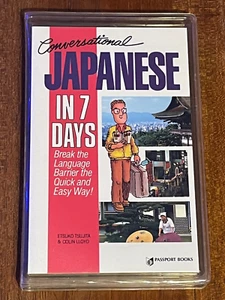 Conversational
JAPANESE
IN 7
DAYS
Break the
Language
Barrier the
Quick and
Easy Way!
ETSUKO TSUJITA
& COLIN LLOYD
PASSPORT BOOKS